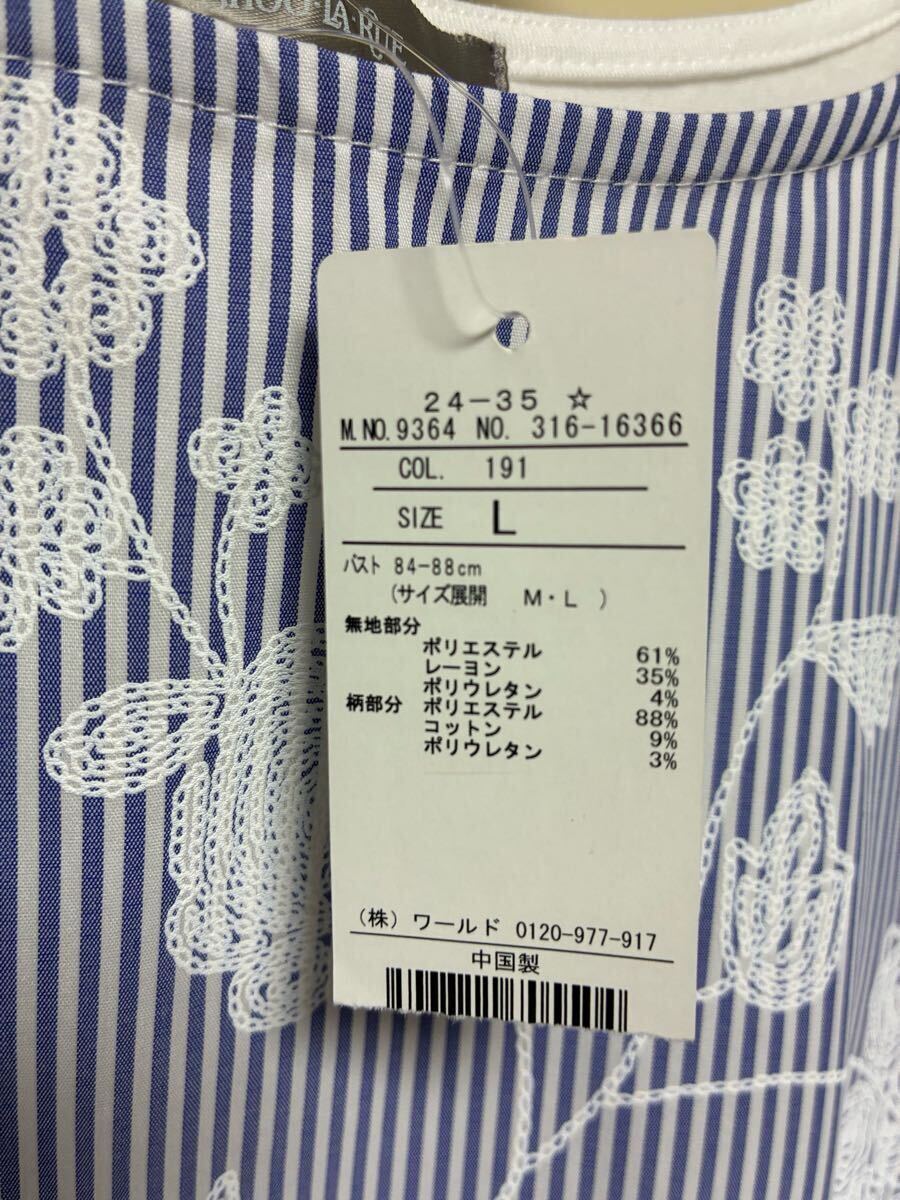 LA·RUE
24-35 ☆
M.NO.9364 NO. 316-16366
COL. 191
SIZE L
バスト 84-88cm
(サイズ展開 M・L )
無地部分
ポリエステル 61%
レーヨン 35%
ポリウレタン 4%
柄部分 ポリエステル 88%
コットン 9%
ポリウレタン 3%
(株) ワールド 0120-977-917
中国製